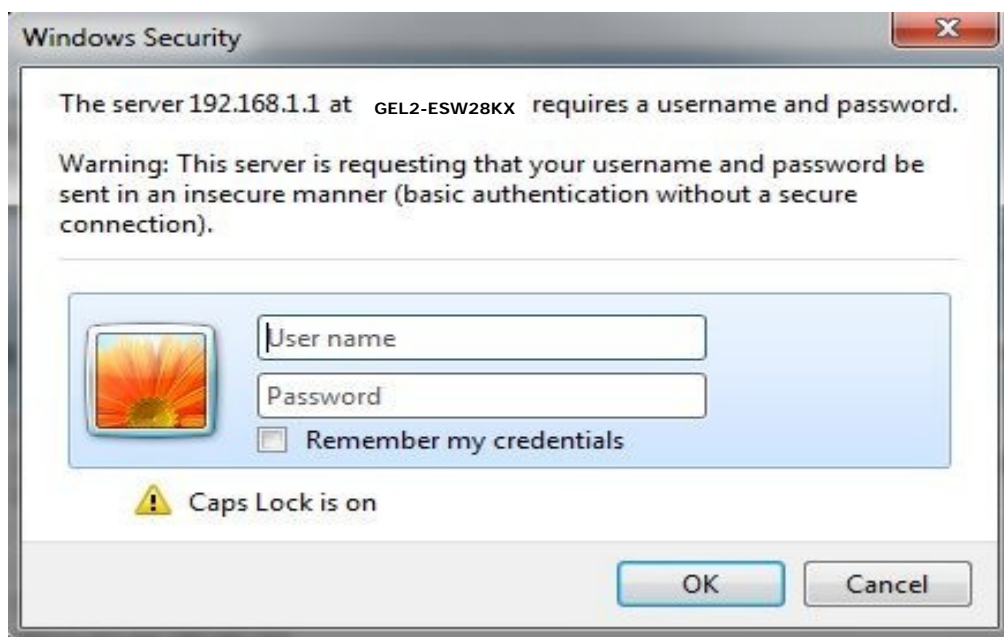 Windows Security
The server 192.168.1.1 at GEL2-ESW28KX requires a username and password.
Warning: This server is requesting that your username and password be
sent in an insecure manner (basic authentication without a secure
connection).
User name
Password
Remember my credentials
Caps Lock is on
OK
Cancel